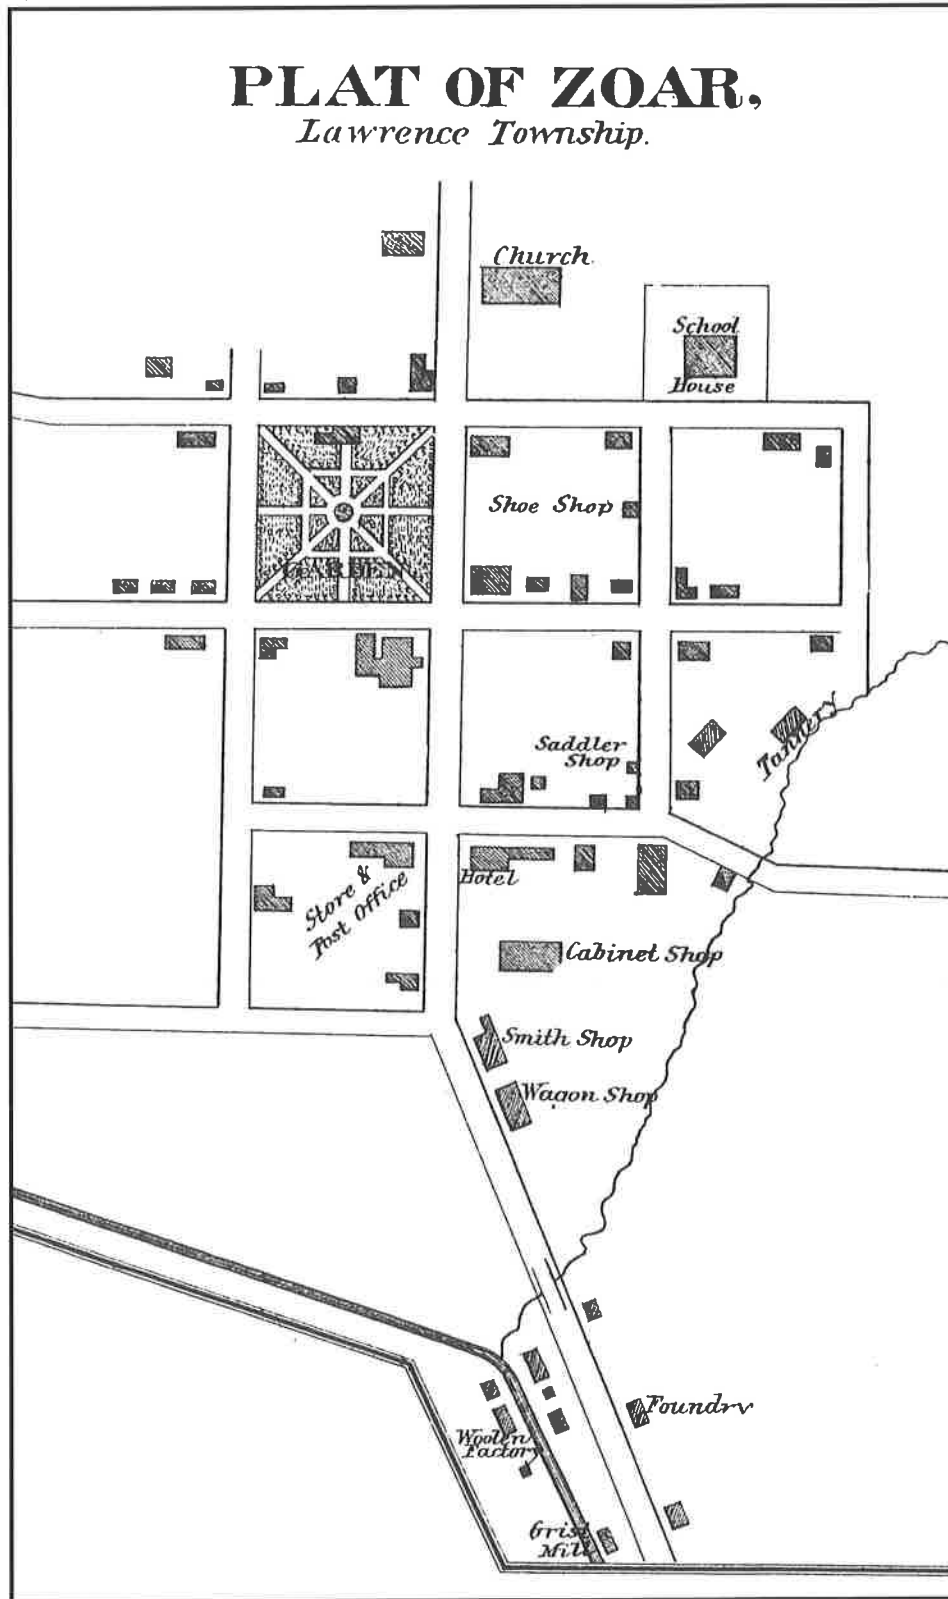 PLAT OF ZOAR,
Lawrence Township.
Church
School
House
GARDEN
Shoe Shop
Saddler
Shop
Tannery
Store &
Post Office
Hotel
Cabinet Shop
Smith Shop
Wagon Shop
Foundry
Woolen
Factory
Grist
Mill